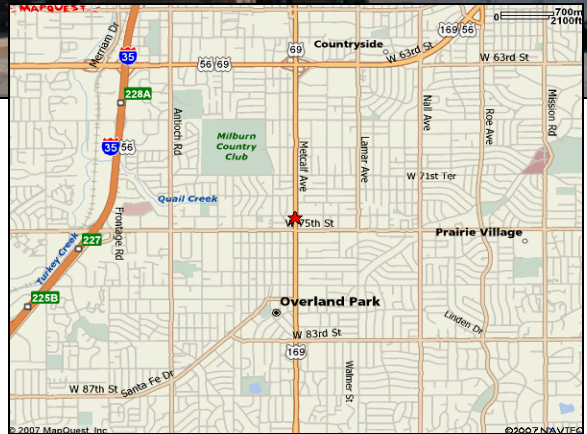 MAPQUEST
Merriam Dr
35
56 69
69
169 56
0 700m
2100ft
Countryside
W 63rd St
W 63rd St
228A
Antioch Rd
Milburn
Country
Club
Metcalf Ave
Lamar Ave
Nall Ave
Roe Ave
Mission Rd
35 56
W 71st Ter
Quail Creek
Frontage Rd
W 75th St
Prairie Village
227
Turkey Creek
225B
Overland Park
Linden Dr
W 83rd St
169
Walmer St
W 87th St
Santa Fe Dr
© 2007 MapQuest, Inc.
©2007 NAVTEQ